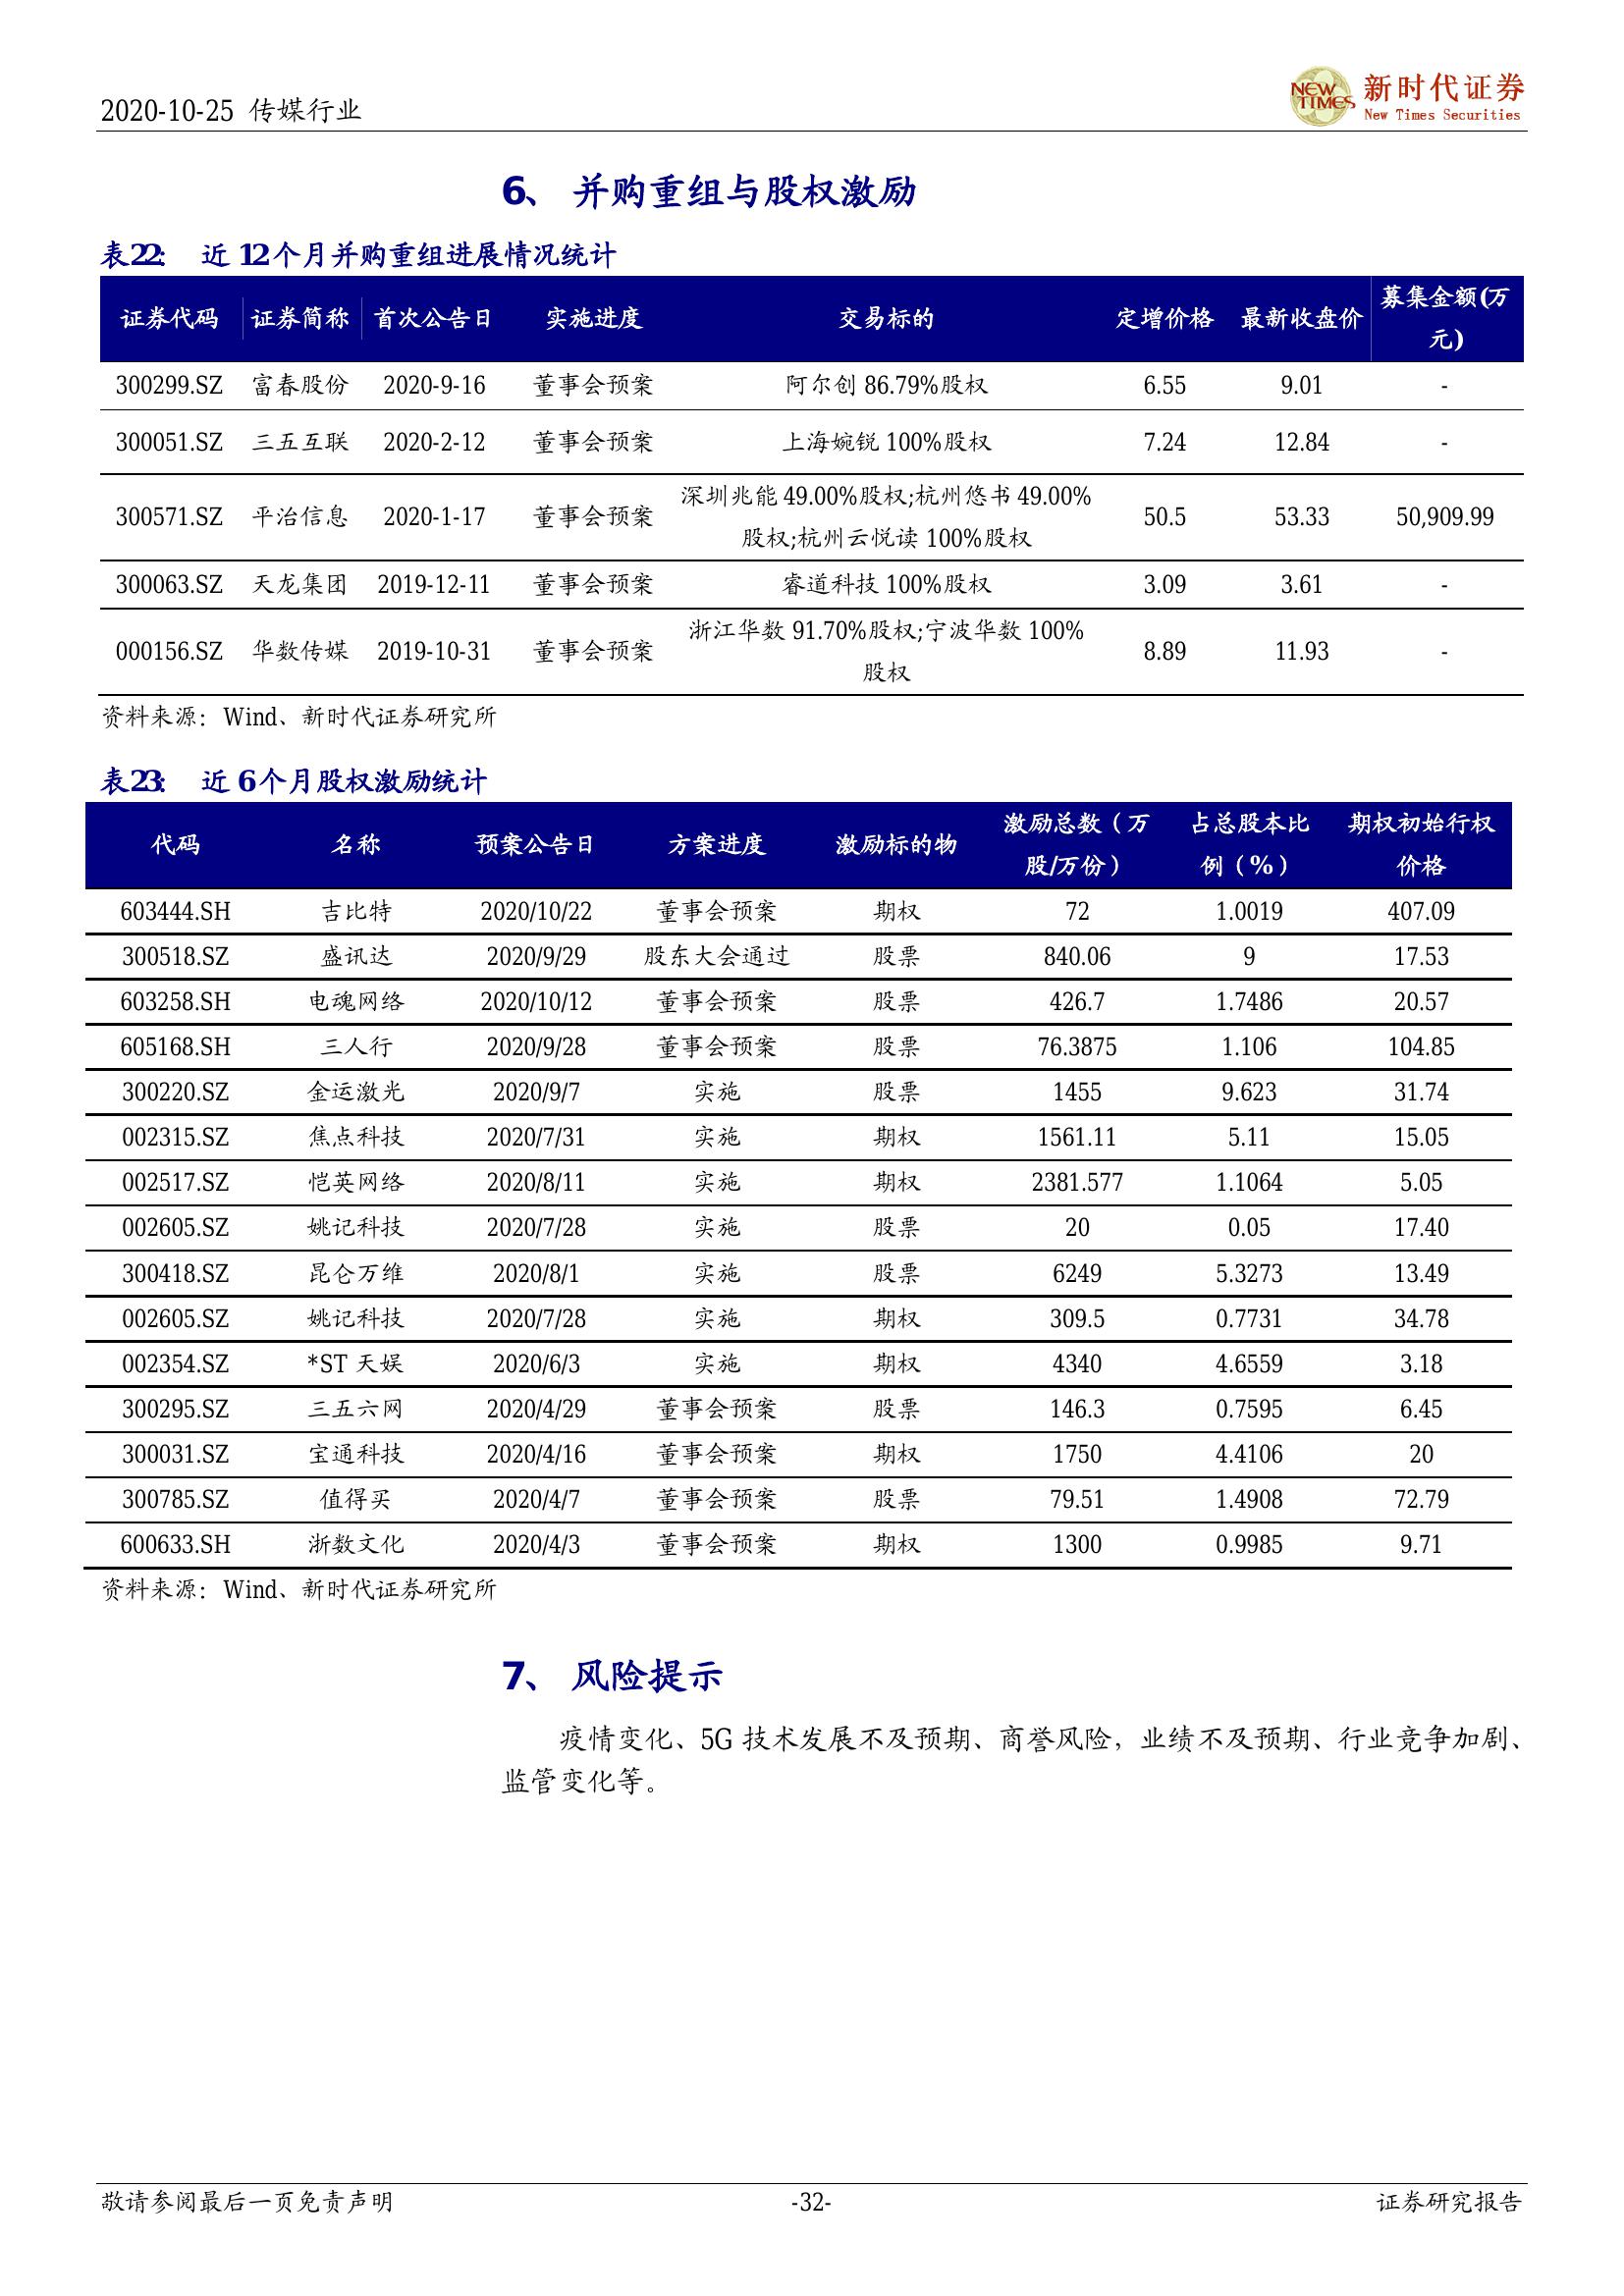 2020-10-25 传媒行业
NEW TIMES 新时代证券
New Times Securities
6、 并购重组与股权激励
表22： 近 12 个月并购重组进展情况统计
证券代码 证券简称 首次公告日 实施进度 交易标的 定增价格 最新收盘价 募集金额(万
元)
300299.SZ 富春股份 2020-9-16 董事会预案 阿尔创 86.79%股权 6.55 9.01 -
300051.SZ 三五互联 2020-2-12 董事会预案 上海婉锐 100%股权 7.24 12.84 -
深圳兆能 49.00%股权;杭州悠书 49.00%
300571.SZ 平治信息 2020-1-17 董事会预案 50.5 53.33 50,909.99
股权;杭州云悦读 100%股权
300063.SZ 天龙集团 2019-12-11 董事会预案 睿道科技 100%股权 3.09 3.61 -
浙江华数 91.70%股权;宁波华数 100%
000156.SZ 华数传媒 2019-10-31 董事会预案 8.89 11.93 -
股权
资料来源：Wind、新时代证券研究所
表23： 近 6 个月股权激励统计
激励总数（万 占总股本比 期权初始行权
代码 名称 预案公告日 方案进度 激励标的物
股/万份） 例（%） 价格
603444.SH 吉比特 2020/10/22 董事会预案 期权 72 1.0019 407.09
300518.SZ 盛讯达 2020/9/29 股东大会通过 股票 840.06 9 17.53
603258.SH 电魂网络 2020/10/12 董事会预案 股票 426.7 1.7486 20.57
605168.SH 三人行 2020/9/28 董事会预案 股票 76.3875 1.106 104.85
300220.SZ 金运激光 2020/9/7 实施 股票 1455 9.623 31.74
002315.SZ 焦点科技 2020/7/31 实施 期权 1561.11 5.11 15.05
002517.SZ 恺英网络 2020/8/11 实施 期权 2381.577 1.1064 5.05
002605.SZ 姚记科技 2020/7/28 实施 股票 20 0.05 17.40
300418.SZ 昆仑万维 2020/8/1 实施 股票 6249 5.3273 13.49
002605.SZ 姚记科技 2020/7/28 实施 期权 309.5 0.7731 34.78
002354.SZ *ST 天娱 2020/6/3 实施 期权 4340 4.6559 3.18
300295.SZ 三五六网 2020/4/29 董事会预案 股票 146.3 0.7595 6.45
300031.SZ 宝通科技 2020/4/16 董事会预案 期权 1750 4.4106 20
300785.SZ 值得买 2020/4/7 董事会预案 股票 79.51 1.4908 72.79
600633.SH 浙数文化 2020/4/3 董事会预案 期权 1300 0.9985 9.71
资料来源：Wind、新时代证券研究所
7、 风险提示
疫情变化、5G 技术发展不及预期、商誉风险，业绩不及预期、行业竞争加剧、
监管变化等。
敬请参阅最后一页免责声明 -32- 证券研究报告